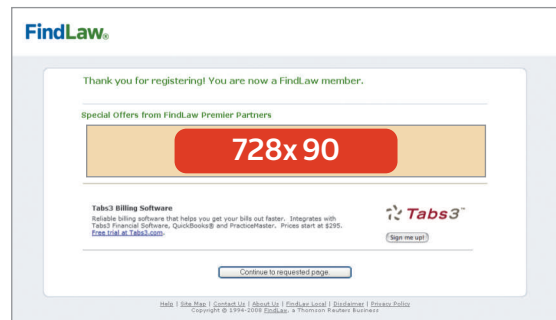 FindLaw®
Thank you for registering! You are now a FindLaw member.
Special Offers from FindLaw Premier Partners
728x 90
Tabs3 Billing Software
Reliable billing software that helps you get your bills out faster. Integrates with
Tabs3 Financial Software, QuickBooks® and PracticeMaster. Prices start at $295.
Free trial at Tabs3.com.
Tabs3™
Sign me up!
Continue to requested page
Help | Site Map | Contact Us | About Us | FindLaw Local | Disclaimer | Privacy Policy
Copyright © 1994-2008 FindLaw, a Thomson Reuters Business